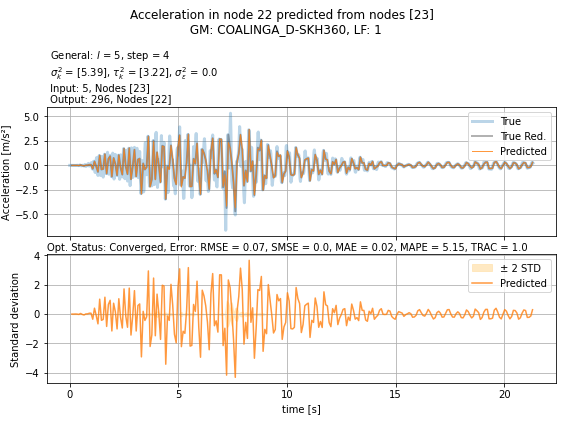 Acceleration in node 22 predicted from nodes [23]
GM: COALINGA_D-SKH360, LF: 1
General: l = 5, step = 4
σ²ₖ = [5.39], τ²ₖ = [3.22], σ²ε = 0.0
Input: 5, Nodes [23]
Output: 296, Nodes [22]
Acceleration [m/s²]
5.0
2.5
0.0
−2.5
−5.0
True
True Red.
Predicted
Opt. Status: Converged, Error: RMSE = 0.07, SMSE = 0.0, MAE = 0.02, MAPE = 5.15, TRAC = 1.0
Standard deviation
4
2
0
−2
−4
± 2 STD
Predicted
0
5
10
15
20
time [s]